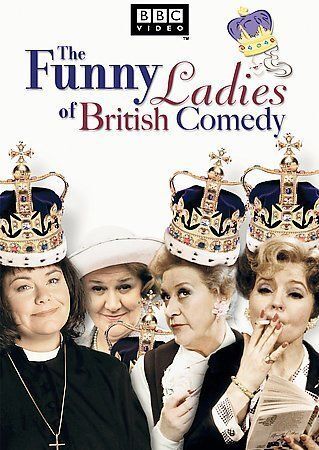 BBC
VIDEO
The
Funny
Ladies
of British Comedy